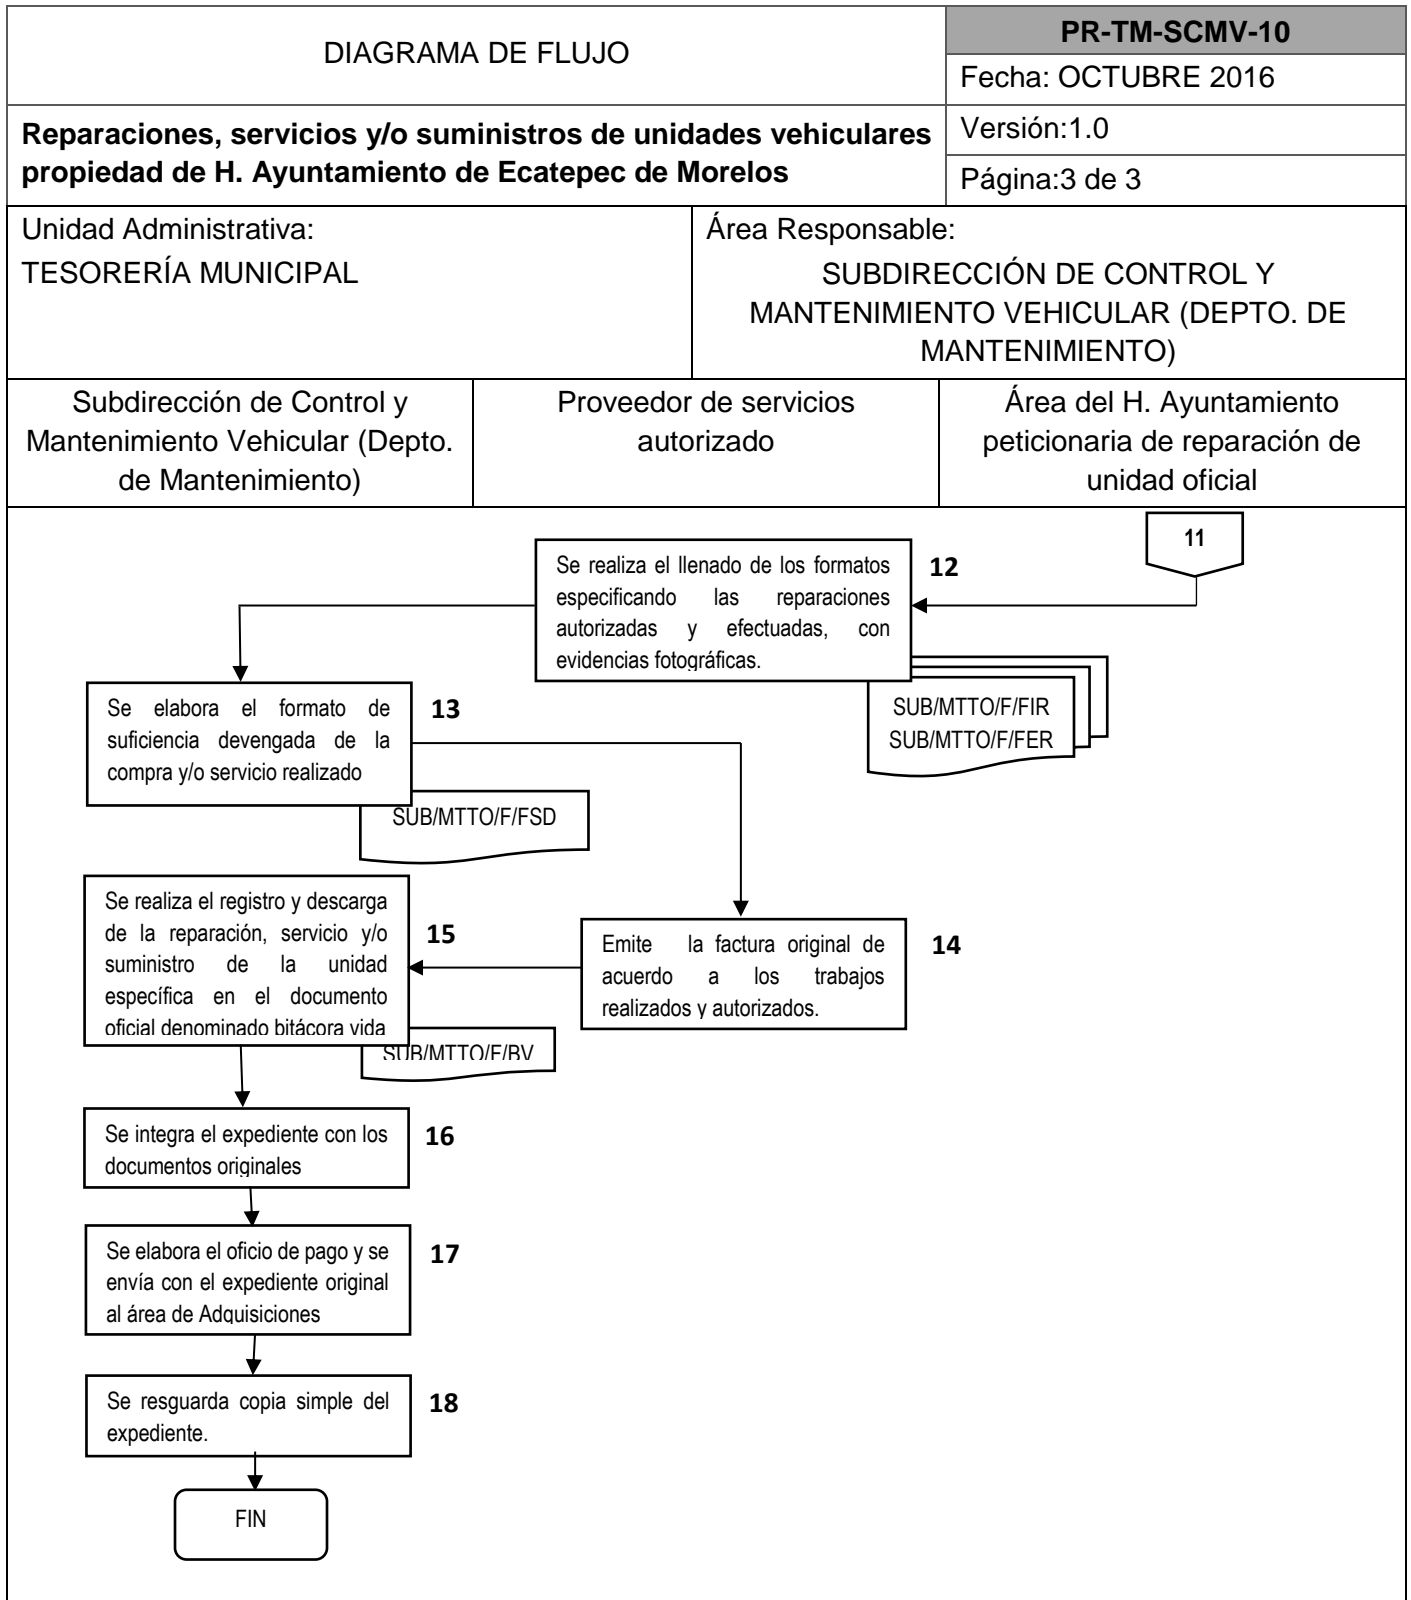 DIAGRAMA DE FLUJO
PR-TM-SCMV-10
Fecha: OCTUBRE 2016
Reparaciones, servicios y/o suministros de unidades vehiculares
propiedad de H. Ayuntamiento de Ecatepec de Morelos
Versión:1.0
Página:3 de 3
Unidad Administrativa:
TESORERÍA MUNICIPAL
Área Responsable:
SUBDIRECCIÓN DE CONTROL Y
MANTENIMIENTO VEHICULAR (DEPTO. DE
MANTENIMIENTO)
Subdirección de Control y
Mantenimiento Vehicular (Depto.
de Mantenimiento)
Proveedor de servicios
autorizado
Área del H. Ayuntamiento
peticionaria de reparación de
unidad oficial
11
Se realiza el llenado de los formatos
especificando las reparaciones
autorizadas y efectuadas, con
evidencias fotográficas.
12
SUB/MTTO/F/FIR
SUB/MTTO/F/FER
Se elabora el formato de
suficiencia devengada de la
compra y/o servicio realizado
13
SUB/MTTO/F/FSD
Se realiza el registro y descarga
de la reparación, servicio y/o
suministro de la unidad
específica en el documento
oficial denominado bitácora vida
15
SUB/MTTO/F/BV
Emite la factura original de
acuerdo a los trabajos
realizados y autorizados.
14
Se integra el expediente con los
documentos originales
16
Se elabora el oficio de pago y se
envía con el expediente original
al área de Adquisiciones
17
Se resguarda copia simple del
expediente.
18
FIN